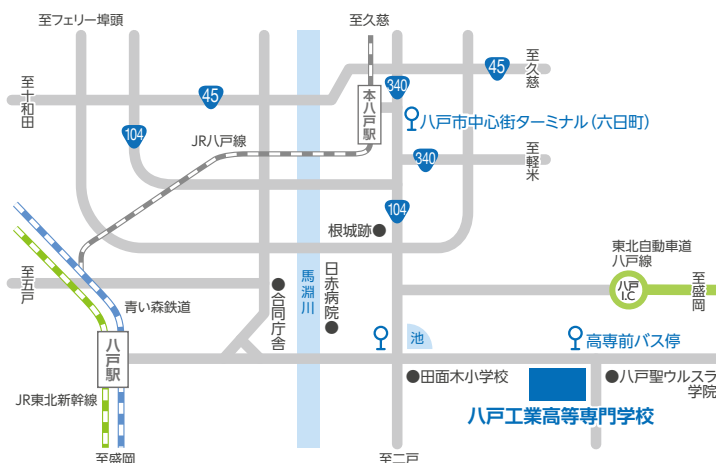 至フェリー埠頭
至久慈
45
至久慈
至十和田
45
340
本八戸駅
八戸市中心街ターミナル（六日町）
104
JR八戸線
340
至軽米
104
根城跡
東北自動車道
八戸線
八戸
I.C
至盛岡
至五戸
馬淵川
日赤病院
合同庁舎
青い森鉄道
池
高専前バス停
八戸駅
田面木小学校
八戸聖ウルスラ
学院
JR東北新幹線
八戸工業高等専門学校
至盛岡
至二戸